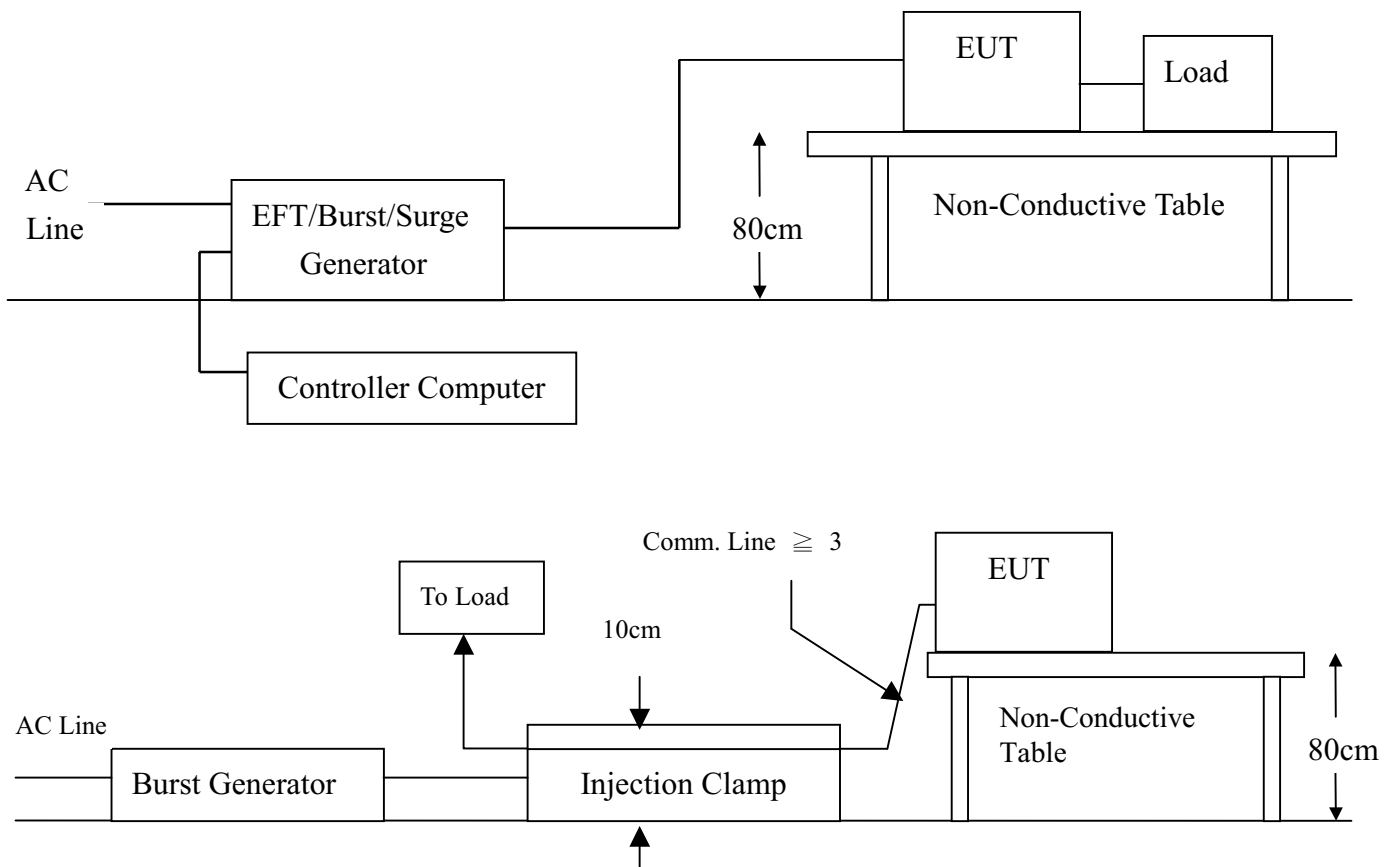 EUT
Load
AC
Line
EFT/Burst/Surge
Generator
80cm
Non-Conductive Table
Controller Computer
Comm. Line ≧ 3
EUT
To Load
10cm
AC Line
Burst Generator
Injection Clamp
Non-Conductive
Table
80cm